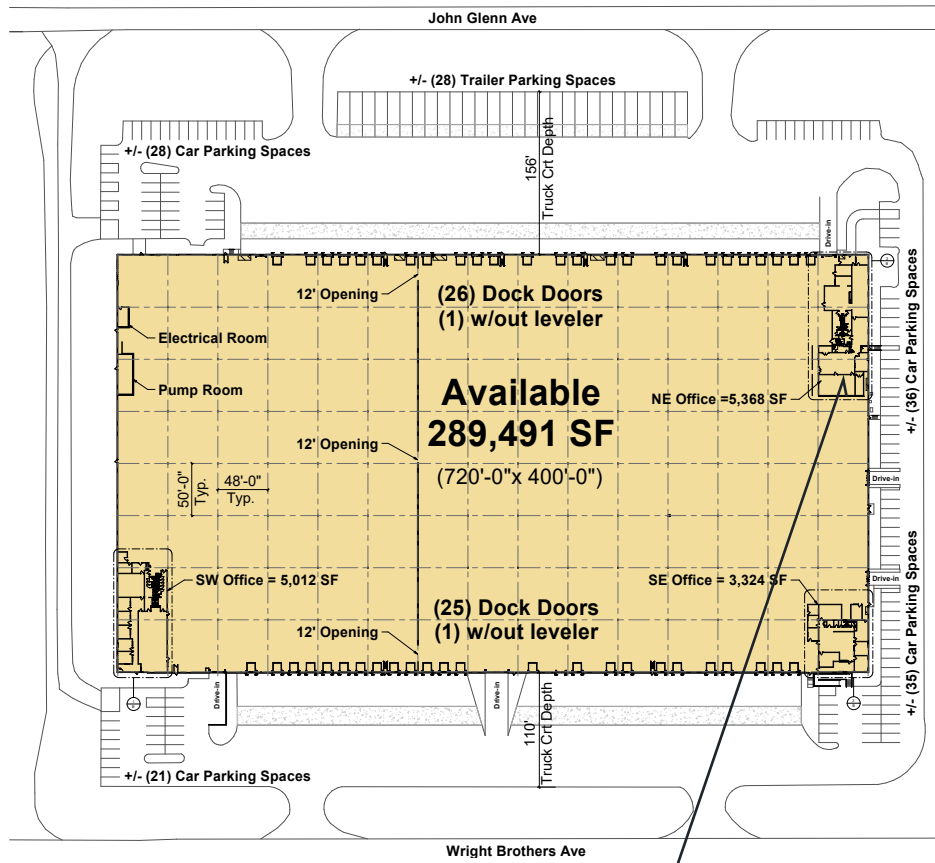 John Glenn Ave
+/- (28) Trailer Parking Spaces
+/- (28) Car Parking Spaces
156'
Truck Crt Depth
Drive-in
12' Opening
(26) Dock Doors
(1) w/out leveler
Electrical Room
Pump Room
Available
289,491 SF
(720'-0"x 400'-0")
NE Office =5,368 SF
+/- (36) Car Parking Spaces
12' Opening
50'-0"
Typ.
48'-0"
Typ.
Drive-in
SW Office = 5,012 SF
SE Office = 3,324 SF
Drive-in
(25) Dock Doors
(1) w/out leveler
12' Opening
+/- (35) Car Parking Spaces
Drive-in
Drive-in
110'
Truck Crt Depth
+/- (21) Car Parking Spaces
Wright Brothers Ave